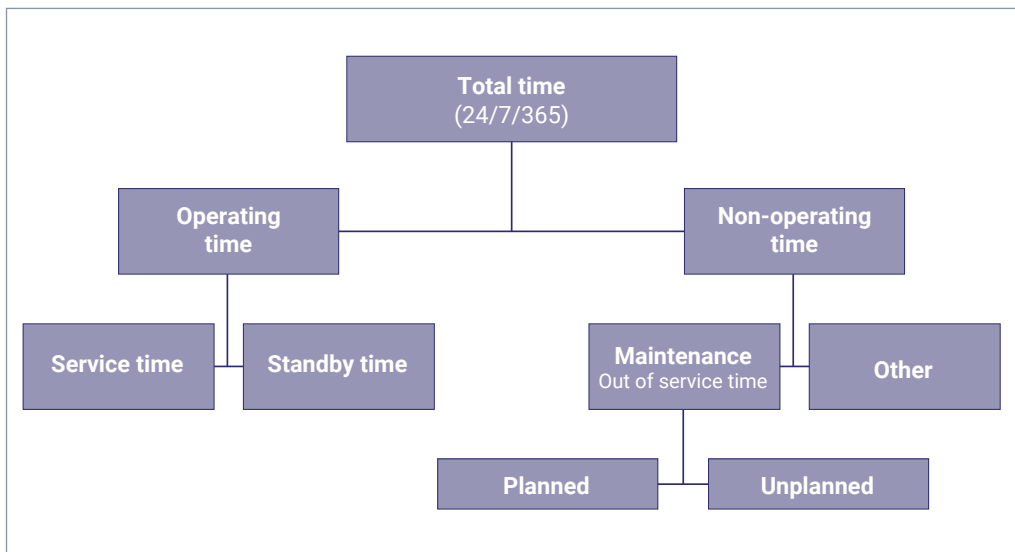 Total time
(24/7/365)
Operating
time
Non-operating
time
Service time
Standby time
Maintenance
Out of service time
Other
Planned
Unplanned